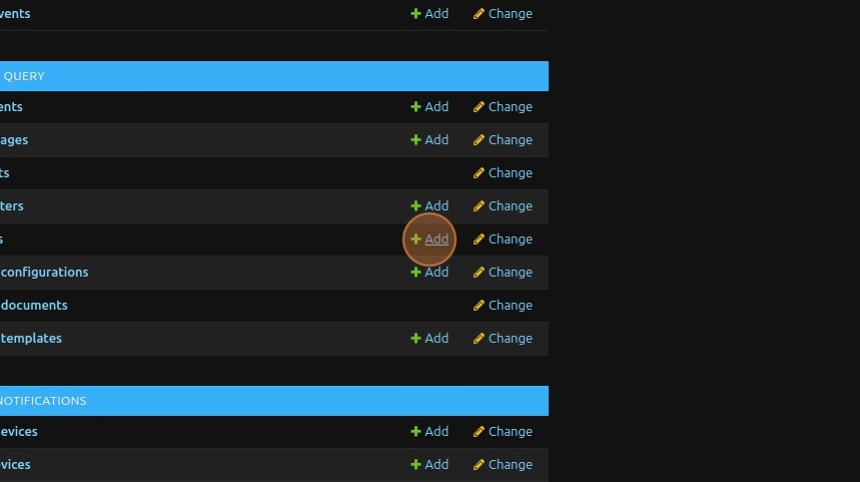 vents Add Change
QUERY
ents Add Change
ages Add Change
ts Change
ters Add Change
s Add Change
configurations Add Change
documents Change
templates Add Change
NOTIFICATIONS
evices Add Change
vices Add Change